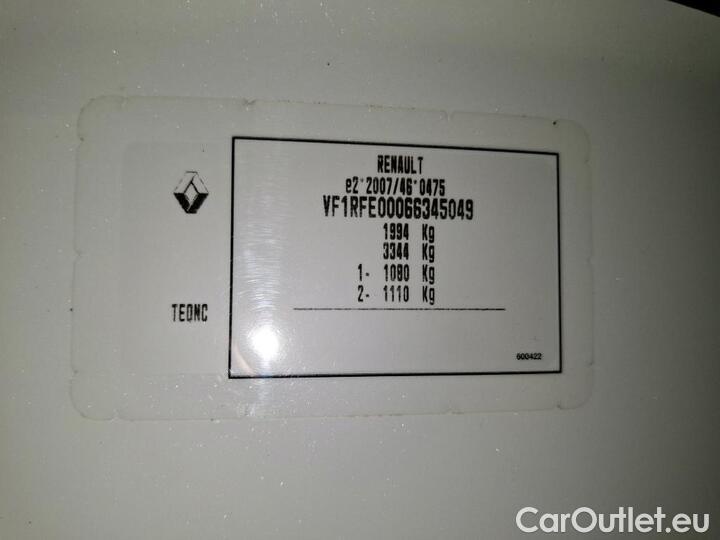 RENAULT
e2*2007/46*0475
VF1RFE00066345049
1994 Kg
3344 Kg
1- 1080 Kg
2- 1110 Kg
TEQNC
600422
CarOutlet.eu